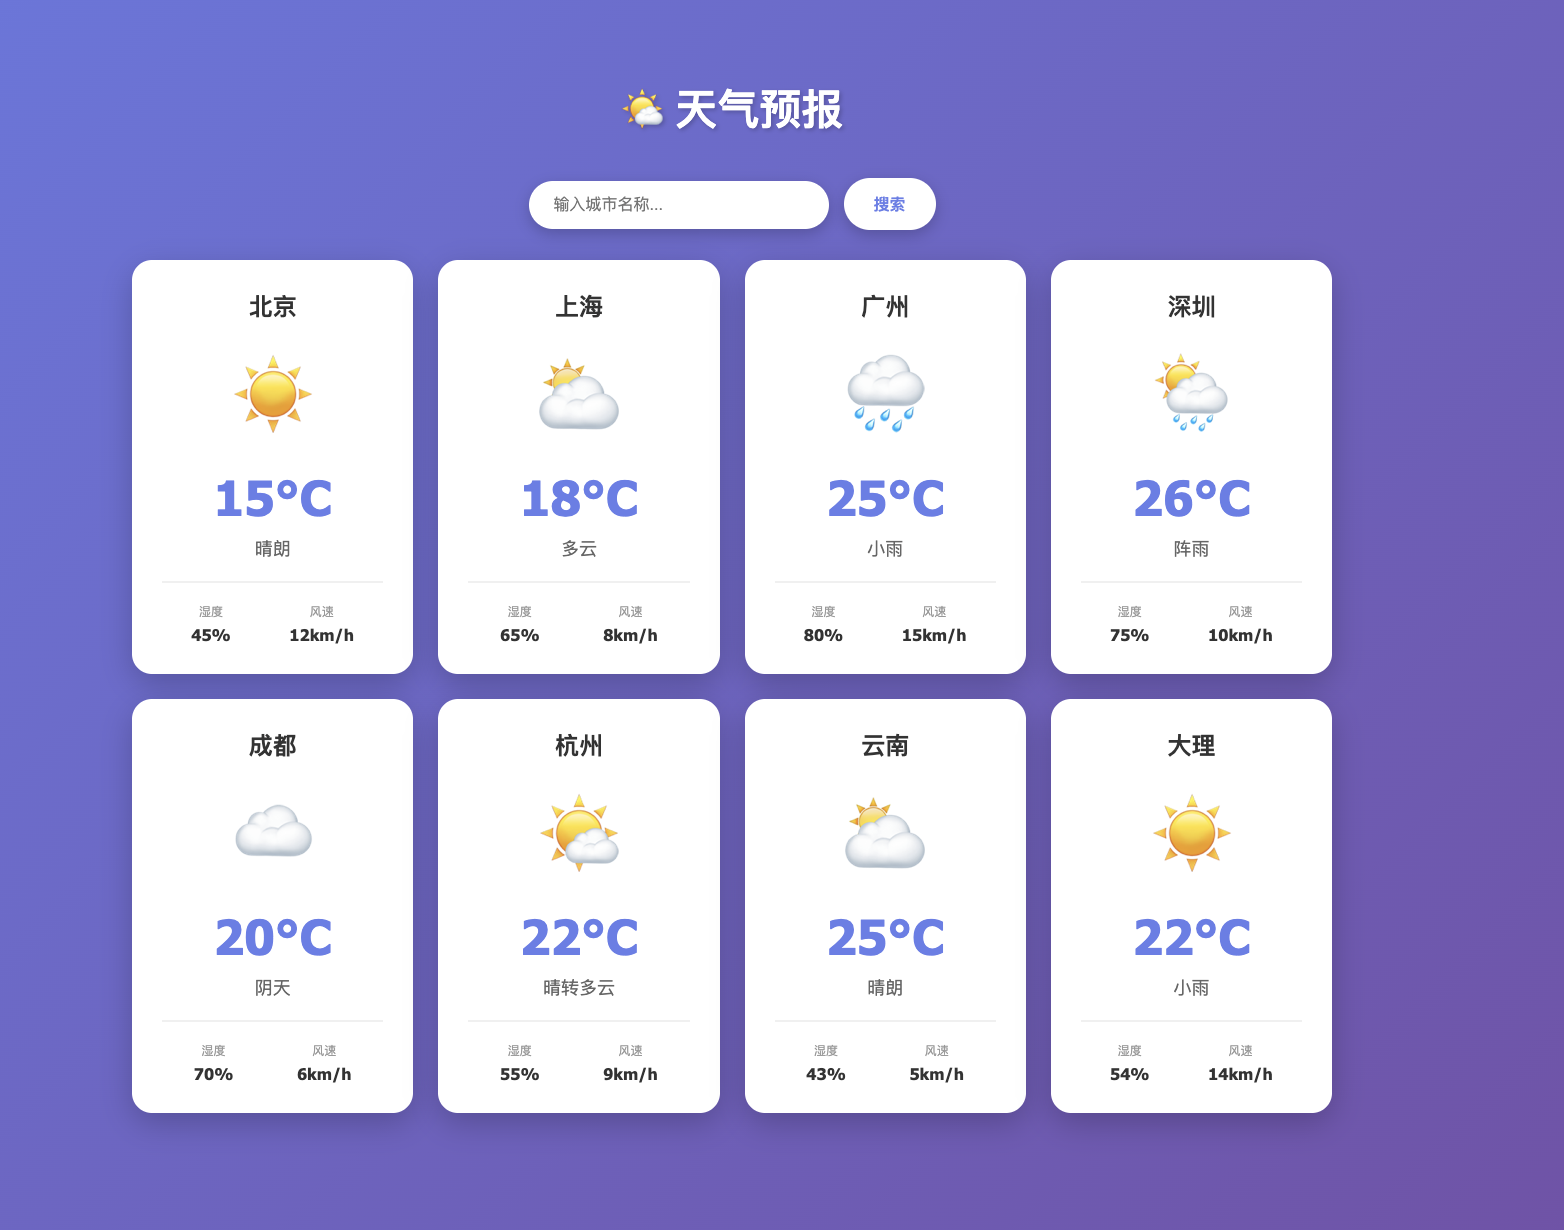 天气预报
输入城市名称...
搜索
北京
15°C
晴朗
湿度 风速
45% 12km/h
上海
18°C
多云
湿度 风速
65% 8km/h
广州
25°C
小雨
湿度 风速
80% 15km/h
深圳
26°C
阵雨
湿度 风速
75% 10km/h
成都
20°C
阴天
湿度 风速
70% 6km/h
杭州
22°C
晴转多云
湿度 风速
55% 9km/h
云南
25°C
晴朗
湿度 风速
43% 5km/h
大理
22°C
小雨
湿度 风速
54% 14km/h